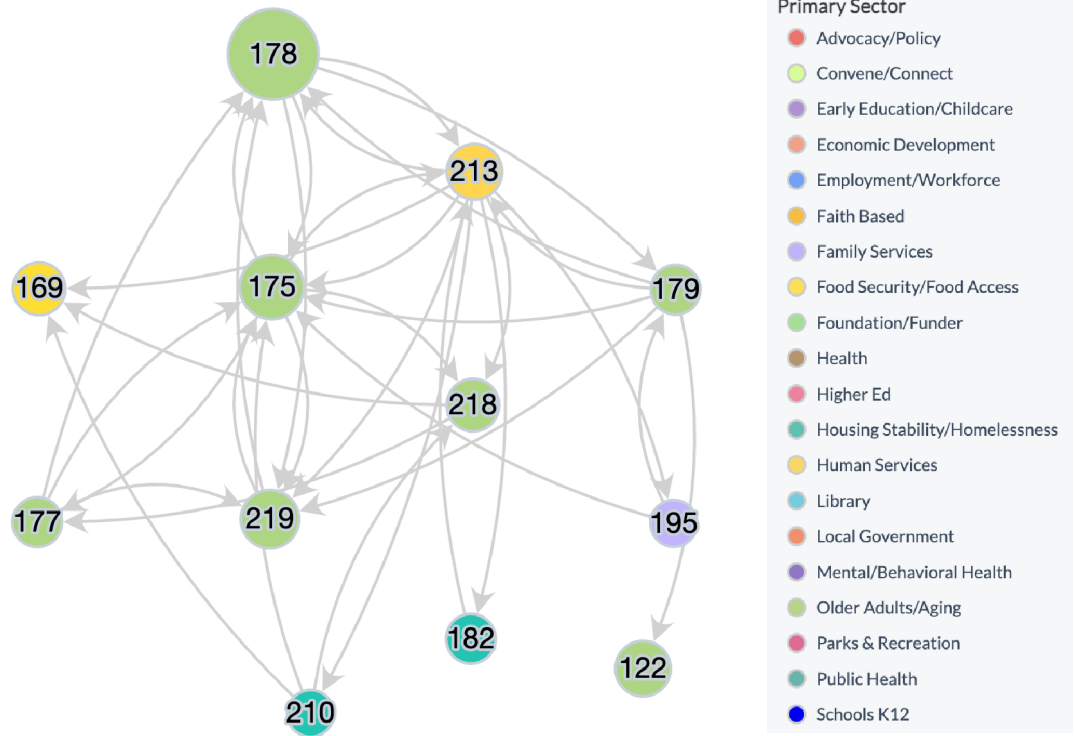 Primary Sector
Advocacy/Policy
Convene/Connect
Early Education/Childcare
Economic Development
Employment/Workforce
Faith Based
Family Services
Food Security/Food Access
Foundation/Funder
Health
Higher Ed
Housing Stability/Homelessness
Human Services
Library
Local Government
Mental/Behavioral Health
Older Adults/Aging
Parks & Recreation
Public Health
Schools K12
178
213
169
175
179
218
177
219
195
182
122
210